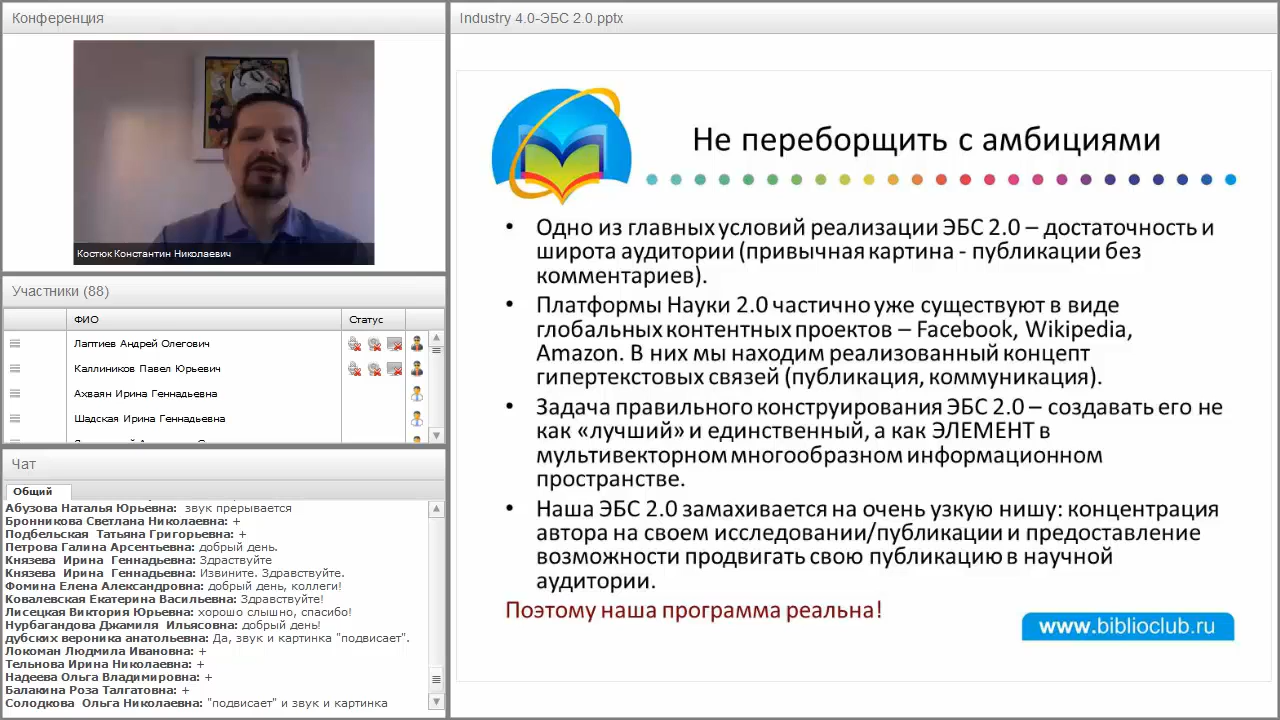 Конференция
Костюк Константин Николаевич
Участники (88)
ФИО
Статус
Лаптиев Андрей Олегович
Каллиников Павел Юрьевич
Ахваян Ирина Геннадьевна
Шадская Ирина Геннадьевна
Чат
Общий
Абузова Наталья Юрьевна: звук прерывается
Бронникова Светлана Николаевна: +
Подбельская Татьяна Григорьевна: +
Петрова Галина Арсентьевна: добрый день.
Князева Ирина Геннадьевна: Здраствуйте
Князева Ирина Геннадьевна: Извините. Здравствуйте.
Фомина Елена Александровна: добрый день, коллеги!
Ковалевская Екатерина Васильевна: Здравствуйте!
Лисецкая Виктория Юрьевна: хорошо слышно, спасибо!
Нурбагандова Джамиля Ильясовна: добрый день!
дубских вероника анатольевна: Да, звук и картинка "подвисает".
Локоман Людмила Ивановна: +
Тельнова Ирина Николаевна: +
Надеева Ольга Владимировна: +
Балакина Роза Талгатовна: +
Солодкова Ольга Николаевна: "подвисает" и звук и картинка
Industry 4.0-ЭБС 2.0.pptx
Не переборщить с амбициями
• Одно из главных условий реализации ЭБС 2.0 – достаточность и
широта аудитории (привычная картина - публикации без
комментариев).
• Платформы Науки 2.0 частично уже существуют в виде
глобальных контентных проектов – Facebook, Wikipedia,
Amazon. В них мы находим реализованный концепт
гипертекстовых связей (публикация, коммуникация).
• Задача правильного конструирования ЭБС 2.0 – создавать его не
как «лучший» и единственный, а как ЭЛЕМЕНТ в
мультивекторном многообразном информационном
пространстве.
• Наша ЭБС 2.0 замахивается на очень узкую нишу: концентрация
автора на своем исследовании/публикации и предоставление
возможности продвигать свою публикацию в научной
аудитории.
Поэтому наша программа реальна!
www.biblioclub.ru